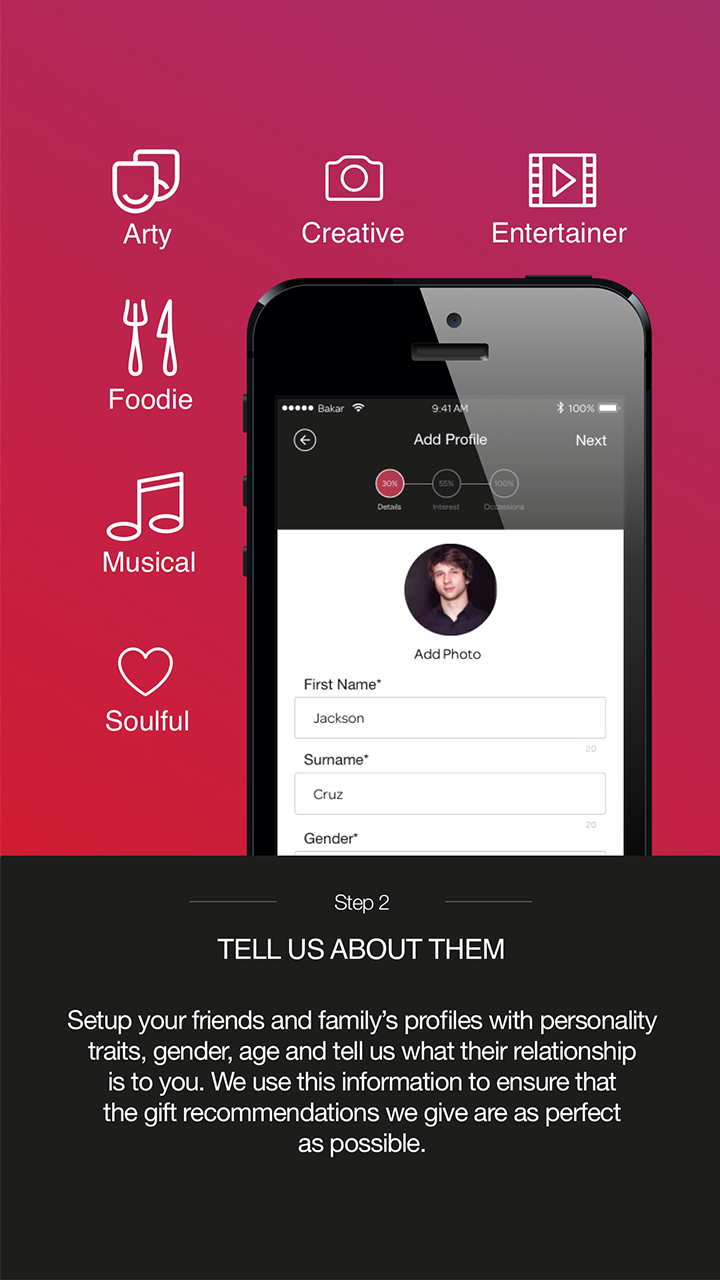 Arty
Creative
Entertainer
Foodie
Musical
Soulful
Bakar
9:41 AM
100%
Add Profile
Next
30%
55%
100%
Details
Interest
Occassions
Add Photo
First Name*
Jackson
20
Surname*
Cruz
20
Gender*
Step 2
TELL US ABOUT THEM
Setup your friends and family’s profiles with personality
traits, gender, age and tell us what their relationship
is to you. We use this information to ensure that
the gift recommendations we give are as perfect
as possible.